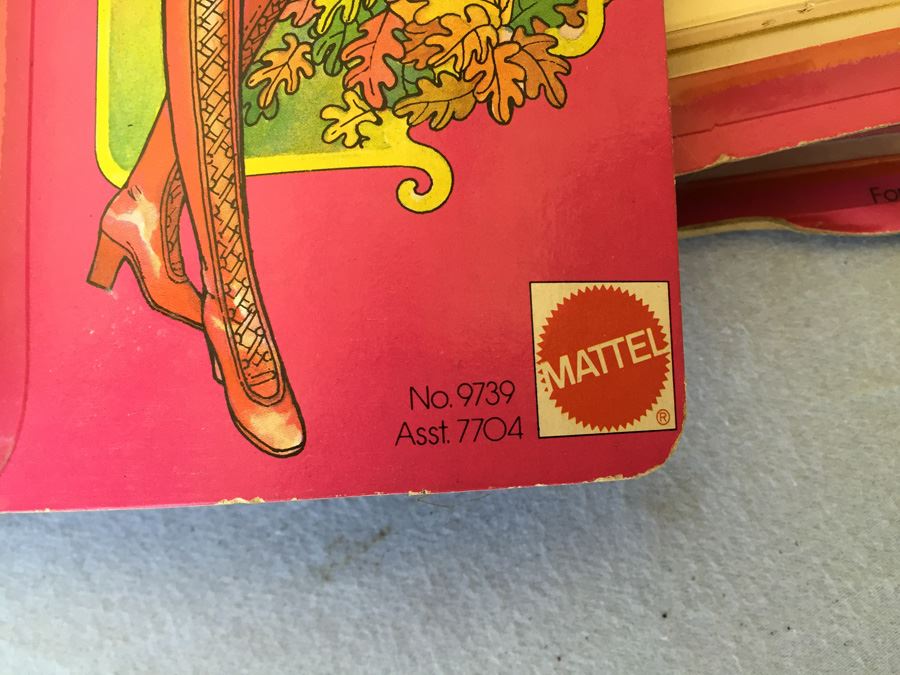 No. 9739
Asst. 7704
MATTEL
®